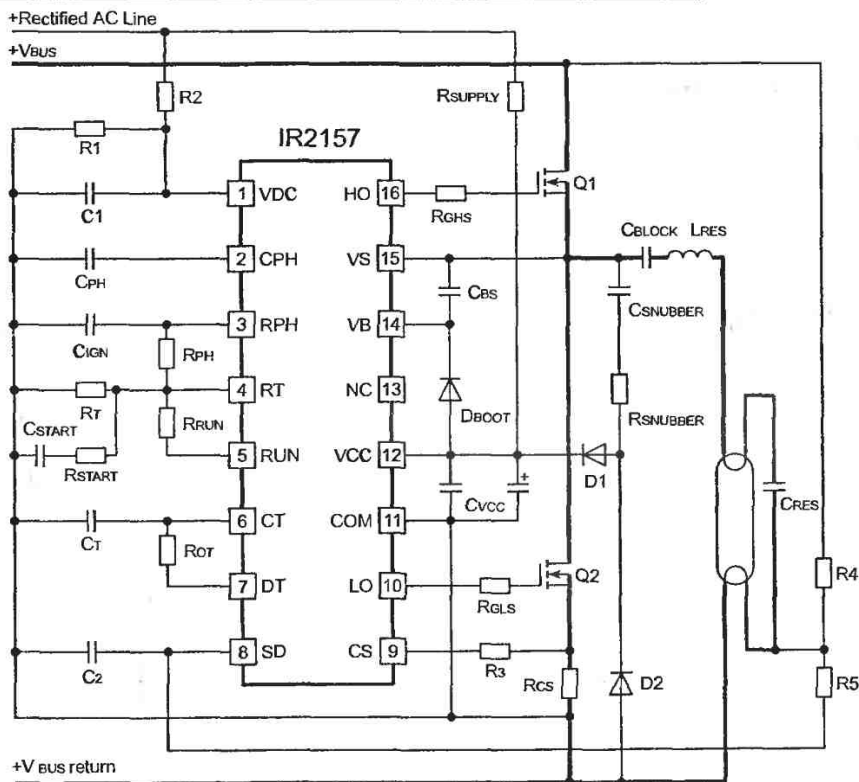 +Rectified AC Line
+VBUS
R2
RSUPPLY
R1
IR2157
C1
1 VDC
HO 16
RGHS
Q1
CBLOCK LRES
CPH
2 CPH
VS 15
CBS
CSNUBBER
CIGN
3 RPH
RPH
VB 14
RT
4 RT
NC 13
DBOOT
RSNUBBER
CSTART
RRUN
RSTART
5 RUN
VCC 12
D1
+
CVCC
CRES
CT
6 CT
COM 11
RDT
7 DT
LO 10
RGLS
Q2
R4
C2
8 SD
CS 9
R3
RCS
D2
R5
+V BUS return